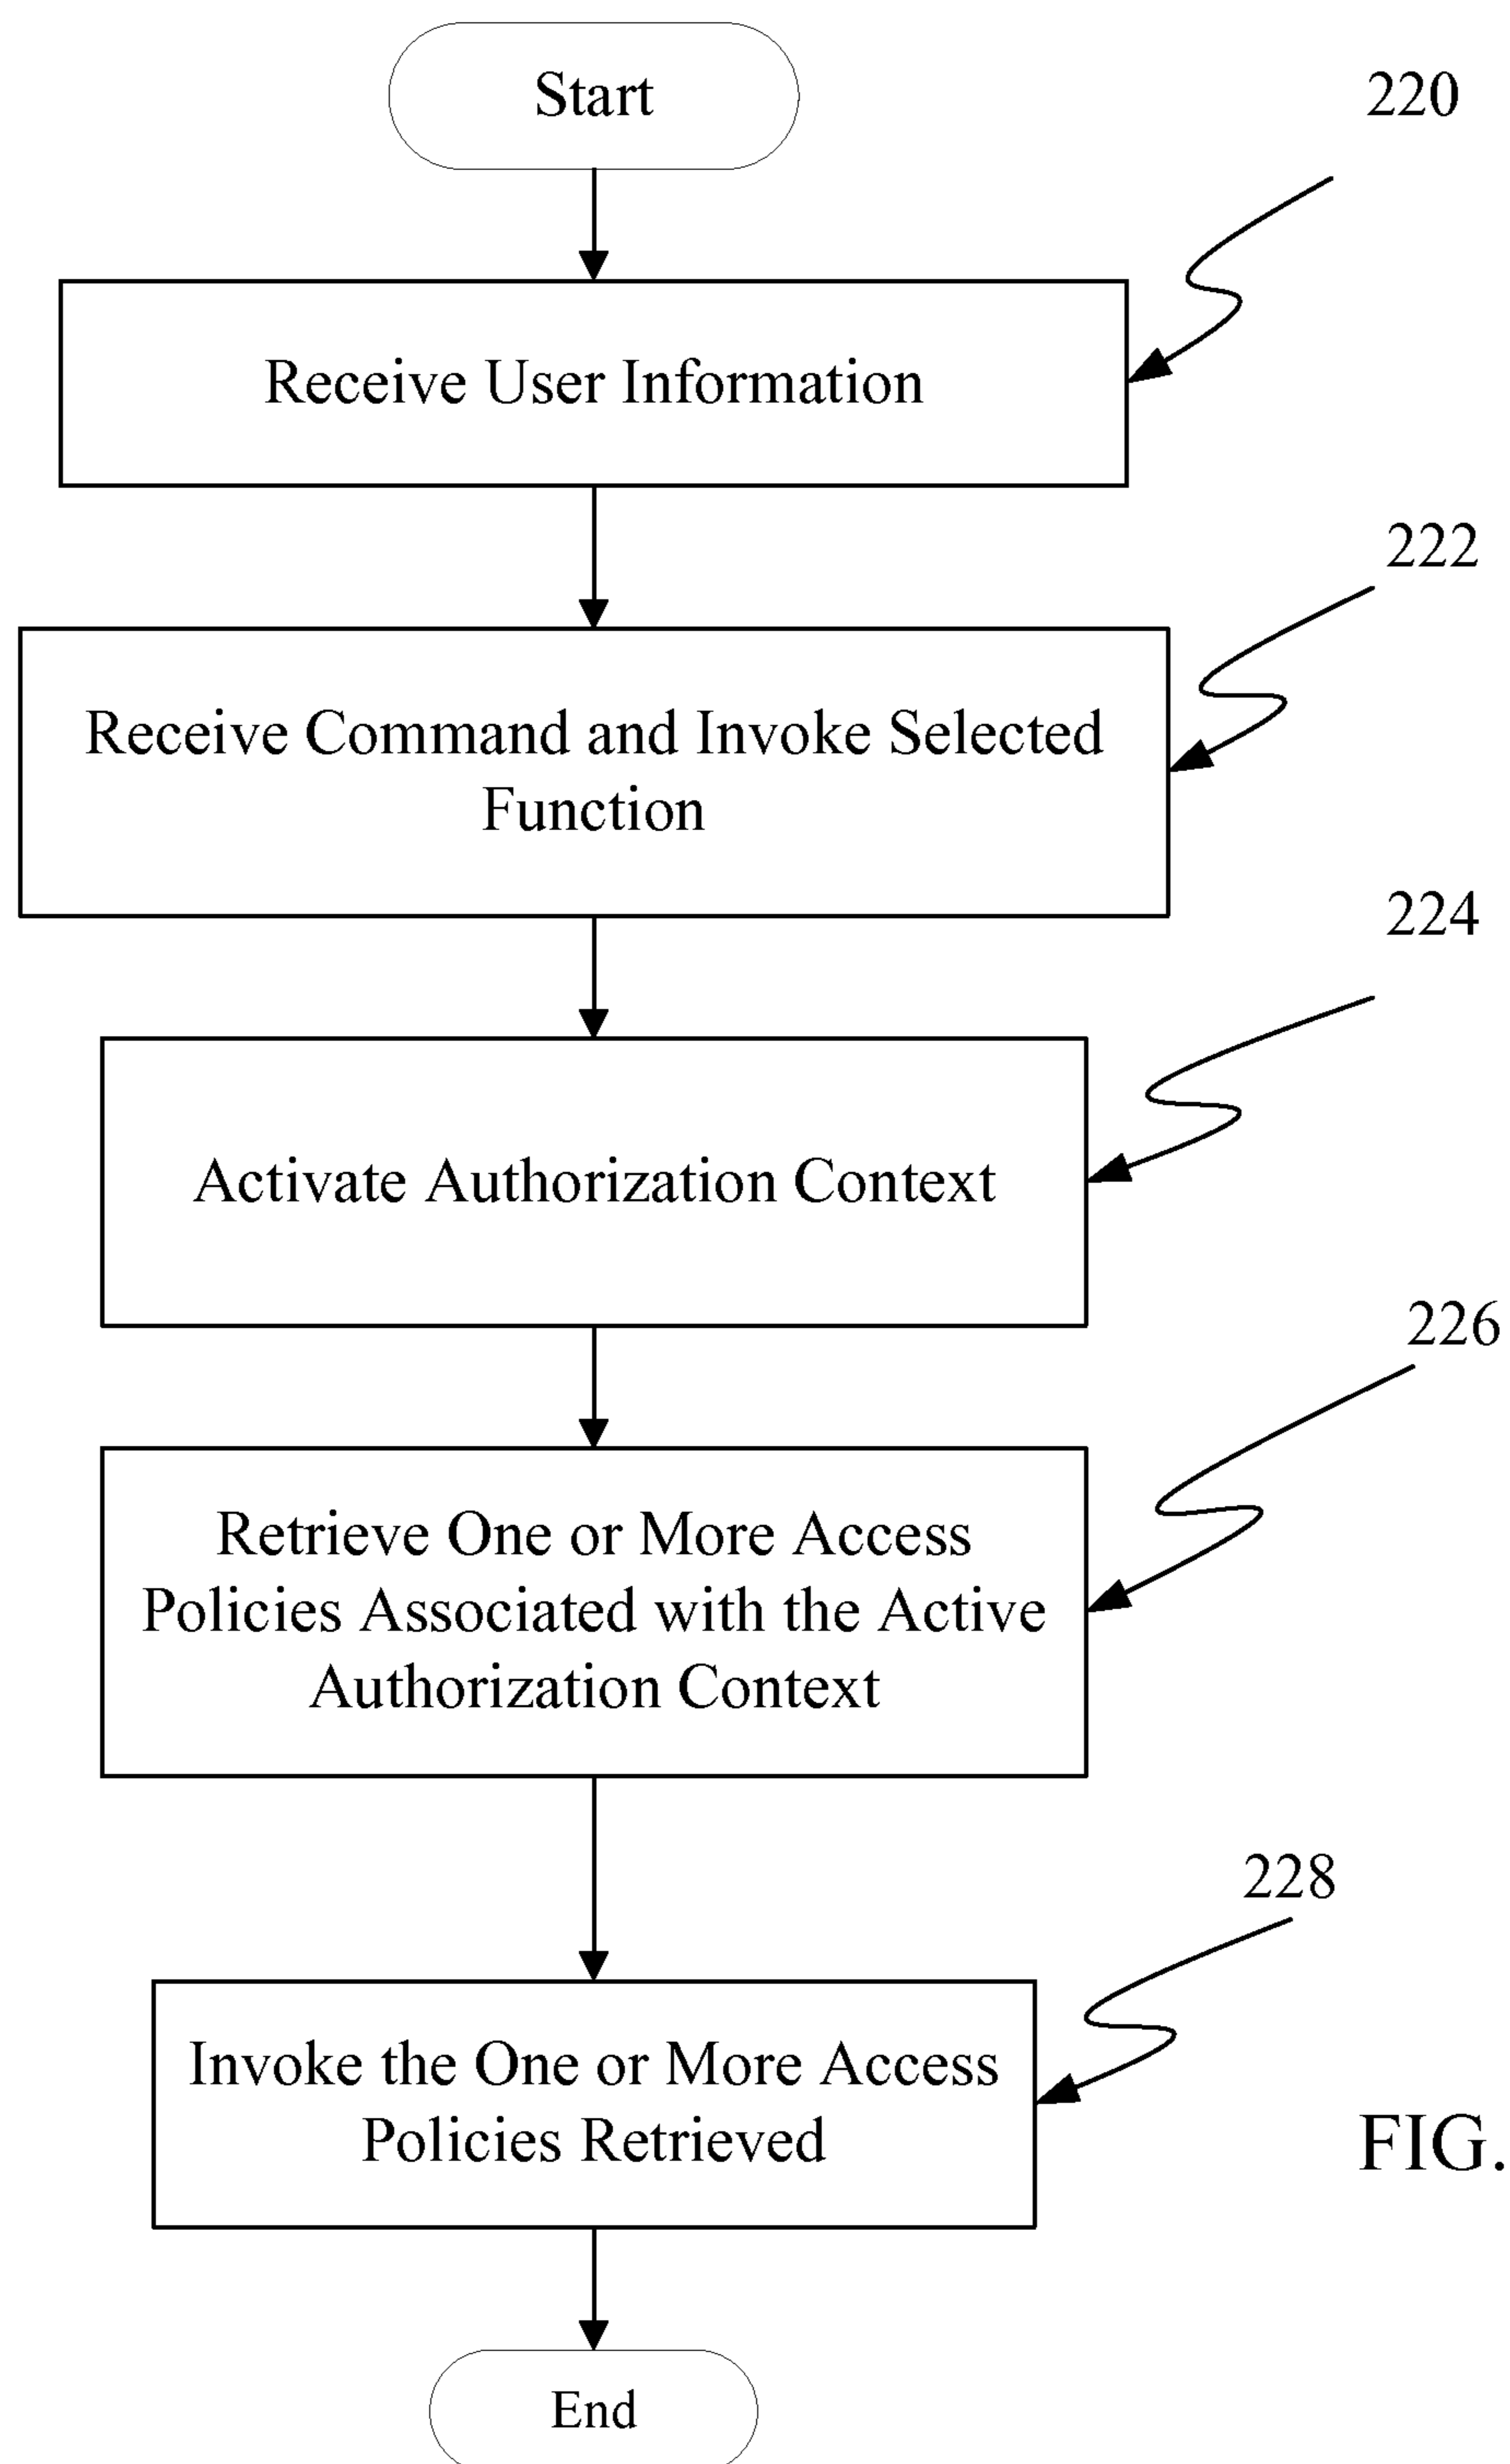 Start
220
Receive User Information
222
Receive Command and Invoke Selected
Function
224
Activate Authorization Context
226
Retrieve One or More Access
Policies Associated with the Active
Authorization Context
228
Invoke the One or More Access
Policies Retrieved
FIG.
End